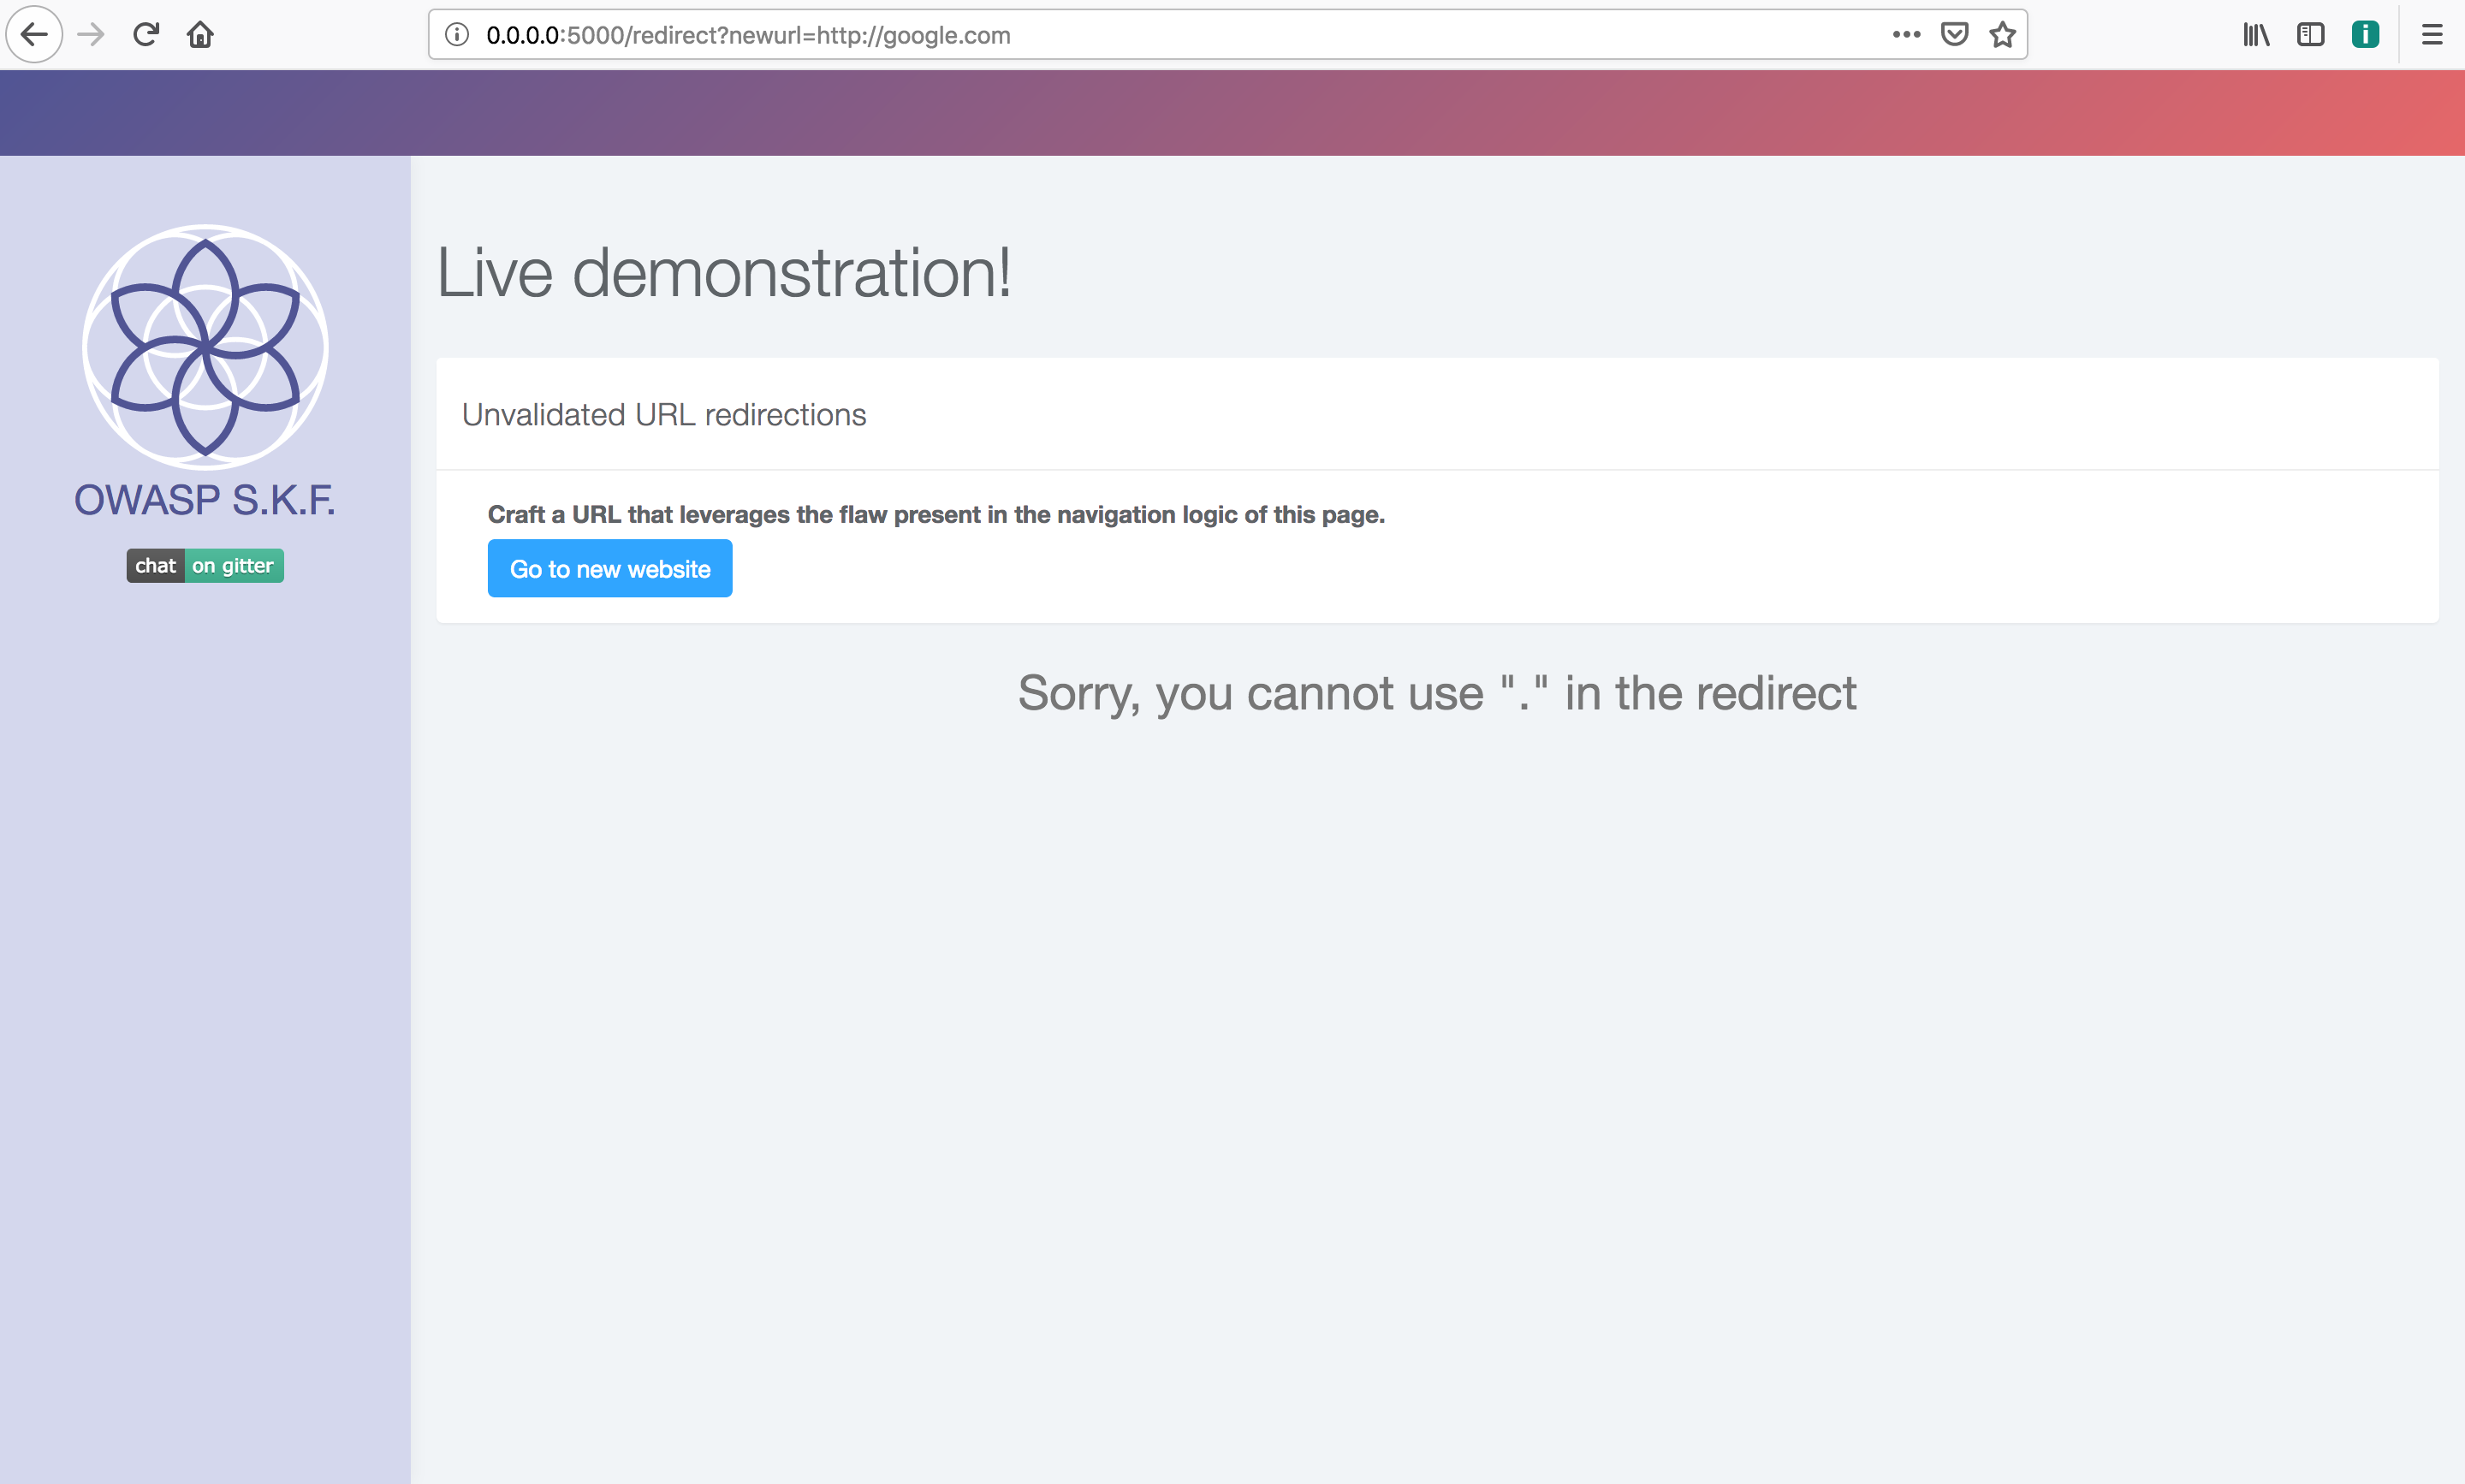 0.0.0.0:5000/redirect?newurl=http://google.com
OWASP S.K.F.
chat on gitter
Live demonstration!
Unvalidated URL redirections
Craft a URL that leverages the flaw present in the navigation logic of this page.
Go to new website
Sorry, you cannot use "." in the redirect